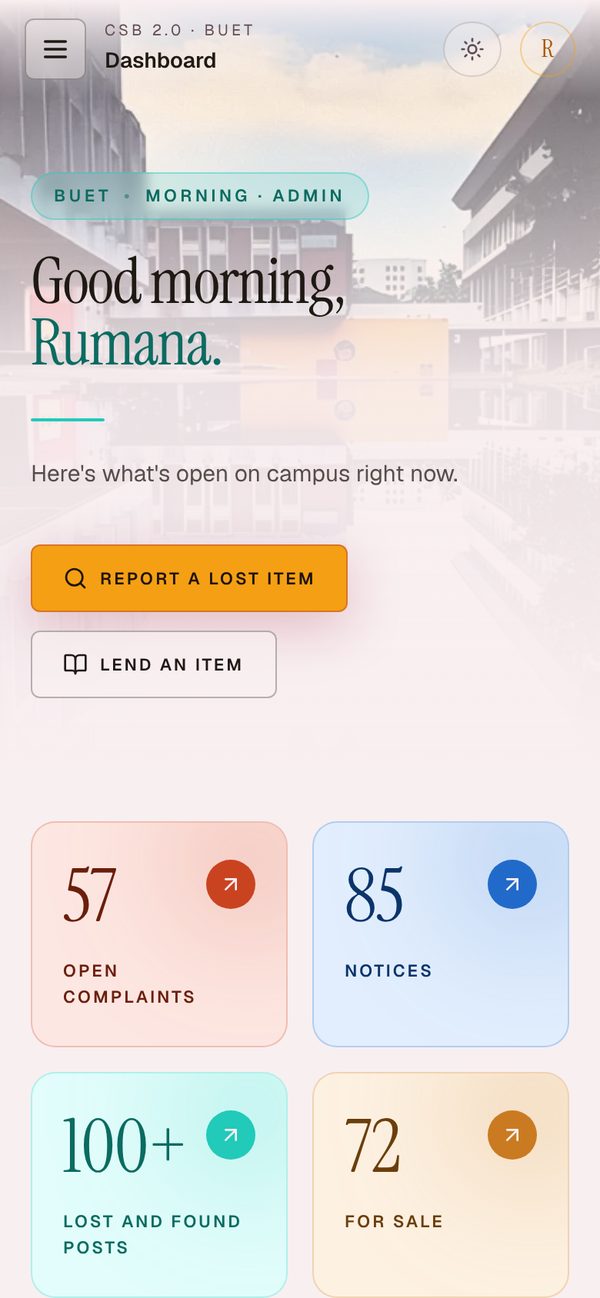 CSB 2.0 · BUET
Dashboard
R
BUET • MORNING · ADMIN
Good morning,
Rumana.
Here's what's open on campus right now.
REPORT A LOST ITEM
LEND AN ITEM
57
OPEN
COMPLAINTS
85
NOTICES
100+
LOST AND FOUND
POSTS
72
FOR SALE